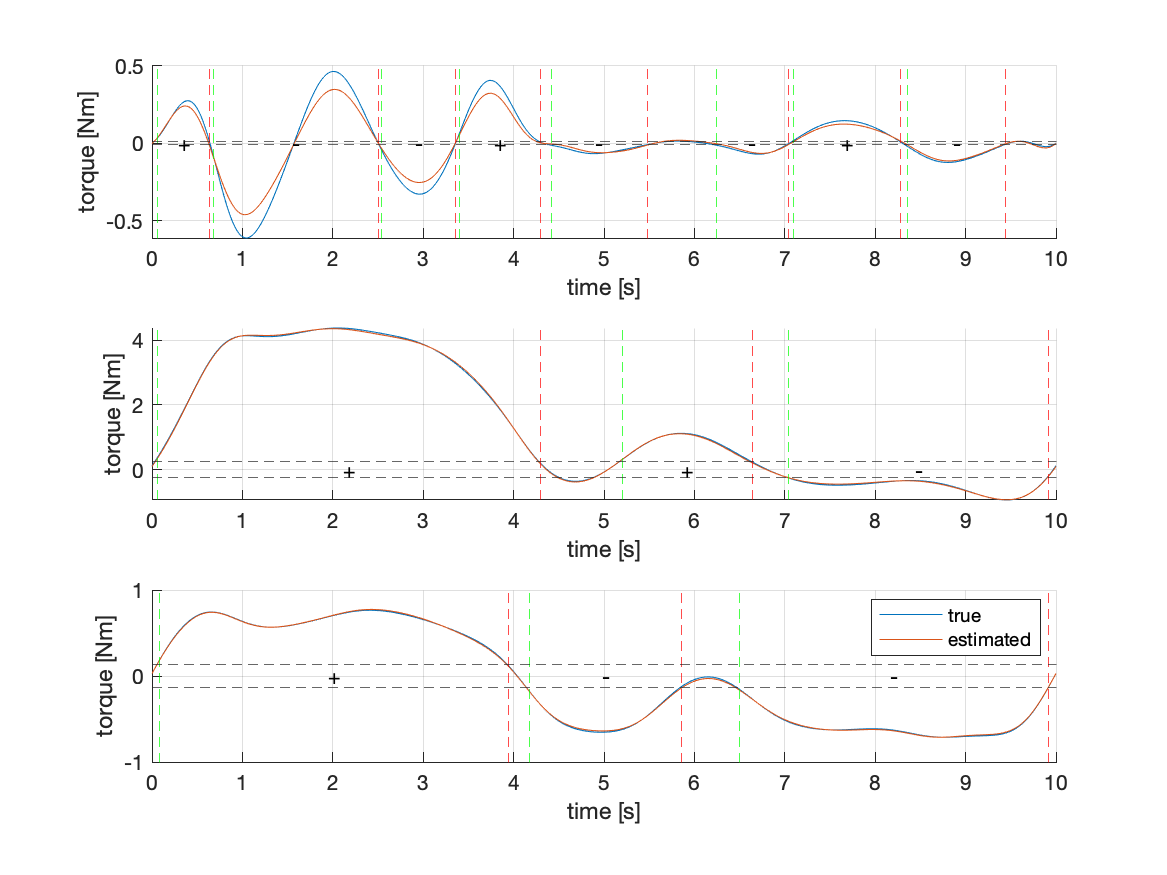 torque [Nm]
0.5
0
-0.5
+ - - + - - + -
0 1 2 3 4 5 6 7 8 9 10
time [s]
torque [Nm]
4
2
0
+ + -
0 1 2 3 4 5 6 7 8 9 10
time [s]
torque [Nm]
1
0
-1
true
estimated
+ - -
0 1 2 3 4 5 6 7 8 9 10
time [s]